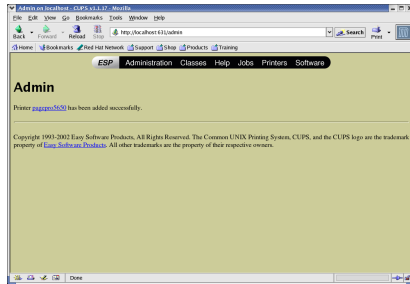 Admin on localhost - CUPS v1.1.17 - Mozilla
File Edit View Go Bookmarks Tools Window Help
Back Forward Reload Stop http://localhost:631/admin Search Print
Home Bookmarks Red Hat Network Support Shop Products Training
ESP Administration Classes Help Jobs Printers Software
Admin
Printer pagepro5650 has been added successfully.
Copyright 1993-2002 Easy Software Products, All Rights Reserved. The Common UNIX Printing System, CUPS, and the CUPS logo are the trademark
property of Easy Software Products. All other trademarks are the property of their respective owners.
Done